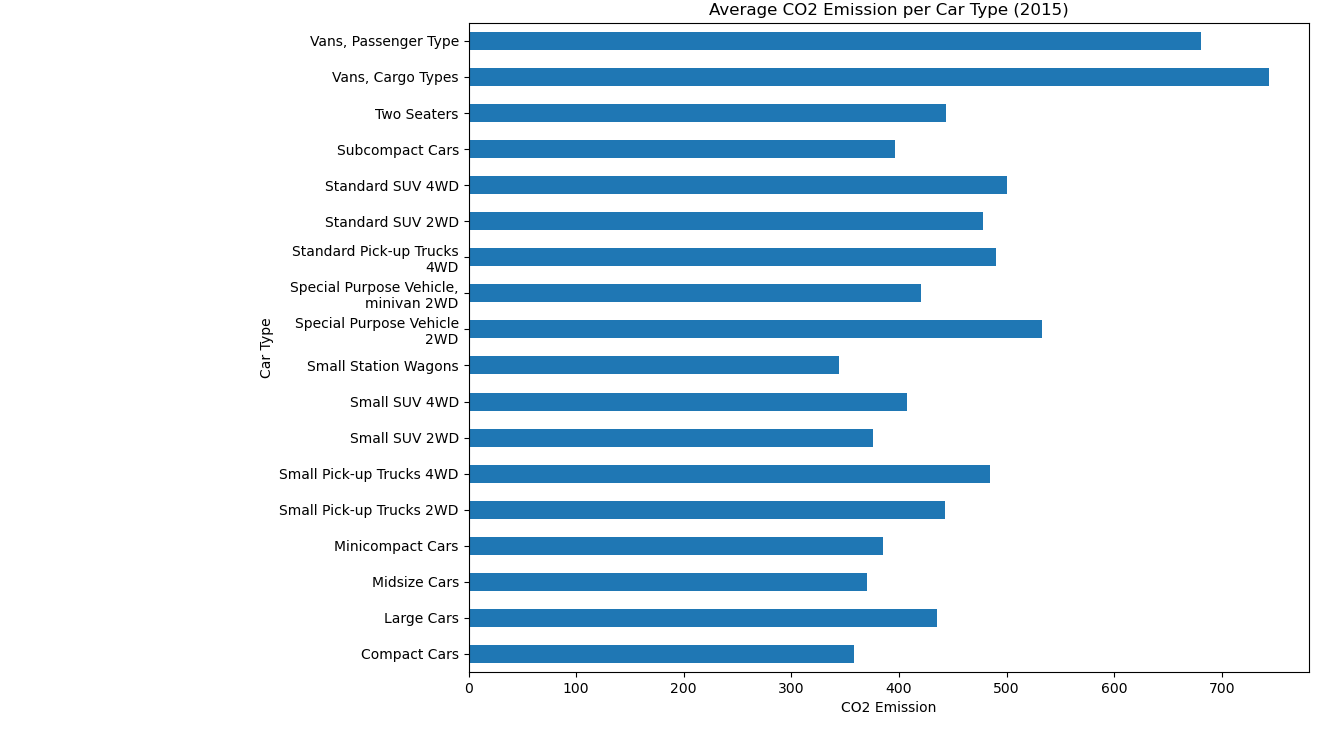 Average CO2 Emission per Car Type (2015)
Vans, Passenger Type
Vans, Cargo Types
Two Seaters
Subcompact Cars
Standard SUV 4WD
Standard SUV 2WD
Standard Pick-up Trucks
4WD
Special Purpose Vehicle,
minivan 2WD
Special Purpose Vehicle
2WD
Small Station Wagons
Small SUV 4WD
Small SUV 2WD
Small Pick-up Trucks 4WD
Small Pick-up Trucks 2WD
Minicompact Cars
Midsize Cars
Large Cars
Compact Cars
Car Type
0 100 200 300 400 500 600 700
CO2 Emission